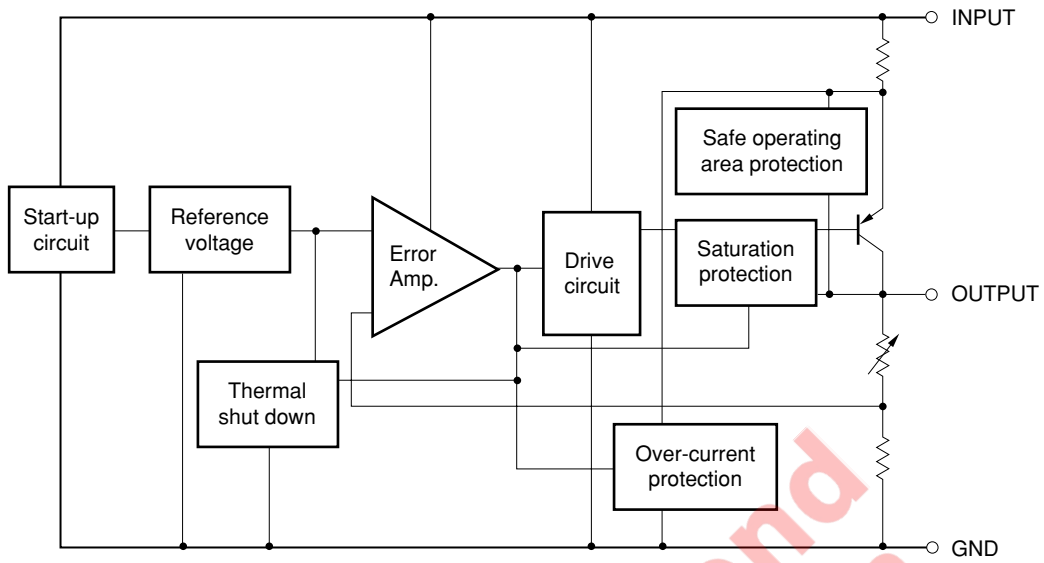 INPUT
Safe operating
area protection
Start-up
circuit
Reference
voltage
Error
Amp.
Drive
circuit
Saturation
protection
OUTPUT
Thermal
shut down
Over-current
protection
GND